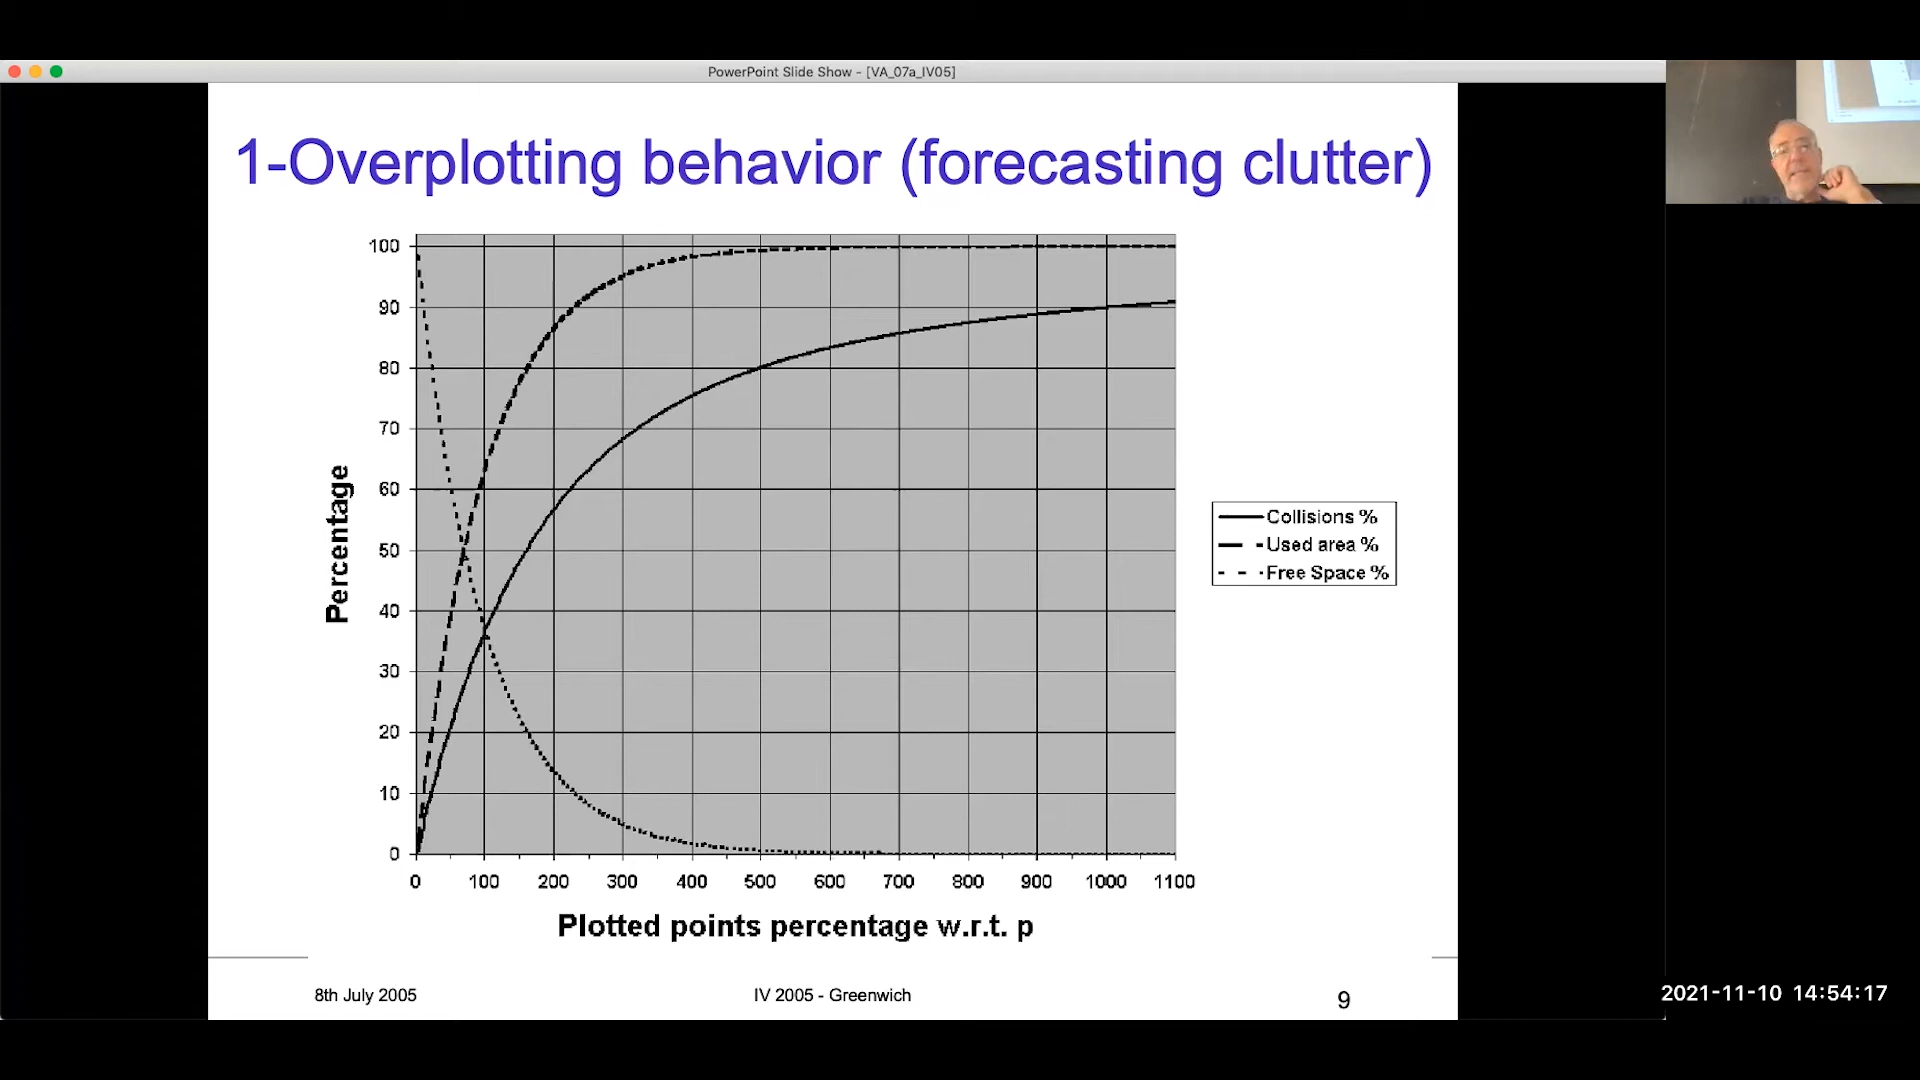 PowerPoint Slide Show - [VA_07a_IV05]
1-Overplotting behavior (forecasting clutter)
100
90
80
70
60
50
40
30
20
10
0
Percentage
0 100 200 300 400 500 600 700 800 900 1000 1100
Plotted points percentage w.r.t. p
Collisions %
Used area %
Free Space %
8th July 2005
IV 2005 - Greenwich
9
2021-11-10 14:54:17